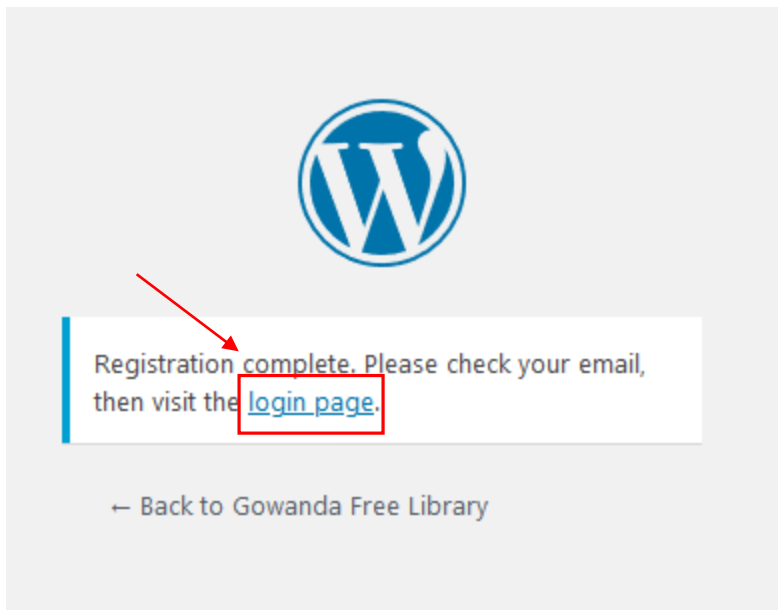 Registration complete. Please check your email,
then visit the login page.
← Back to Gowanda Free Library